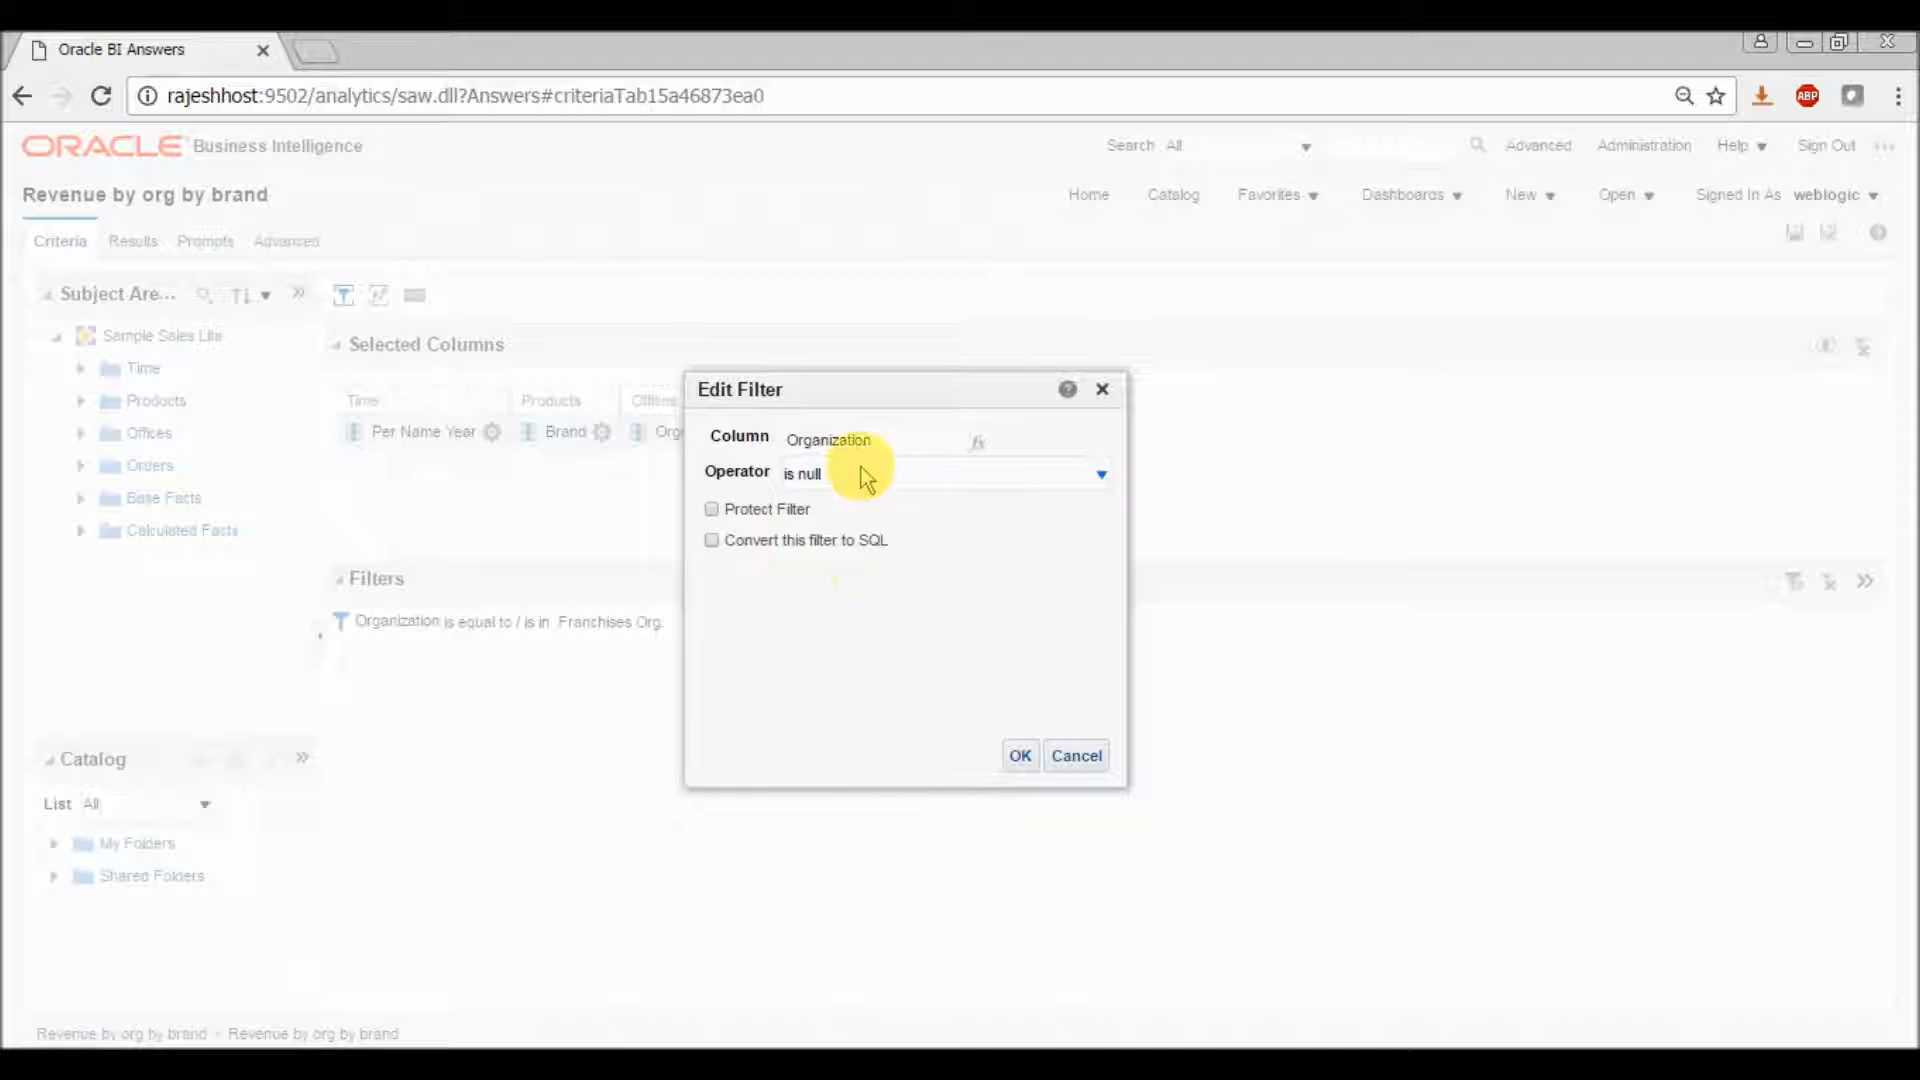 Oracle BI Answers
rajeshhost:9502/analytics/saw.dll?Answers#criteriaTab15a46873ea0
ABP
ORACLE Business Intelligence
Search All Advanced Administration Help Sign Out
Revenue by org by brand
Home Catalog Favorites Dashboards New Open Signed In As weblogic
Criteria Results Prompts Advanced
Subject Are...
Selected Columns
Sample Sales Lite
Time
Products
Offices
Orders
Base Facts
Calculated Facts
Time Products Offices
Per Name Year Brand Org
Edit Filter
Column Organization fx
Operator is null
Protect Filter
Convert this filter to SQL
OK Cancel
Filters
Organization is equal to / is in Franchises Org.
Catalog
List All
My Folders
Shared Folders
Revenue by org by brand - Revenue by org by brand